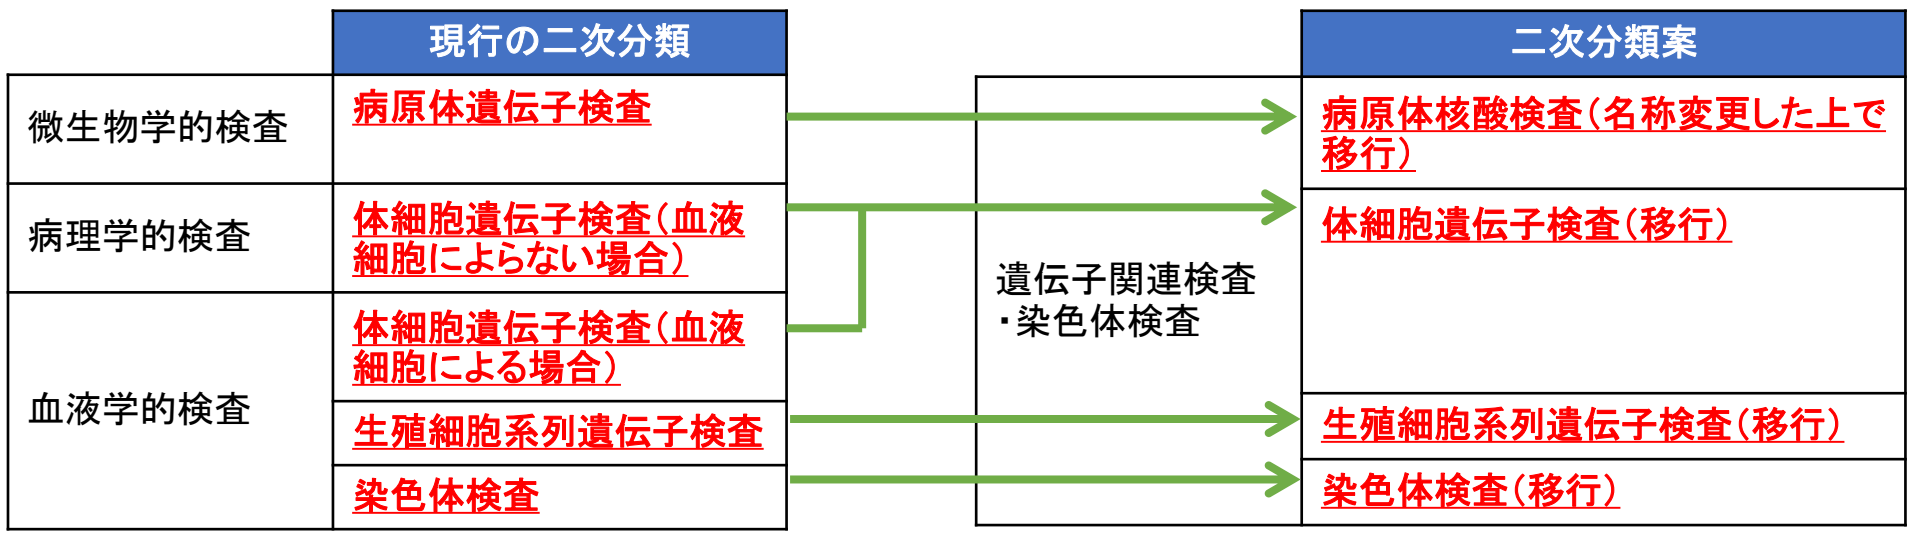 現行の二次分類
微生物学的検査
病原体遺伝子検査
病理学的検査
体細胞遺伝子検査（血液
細胞によらない場合）
血液学的検査
体細胞遺伝子検査（血液
細胞による場合）
生殖細胞系列遺伝子検査
染色体検査
二次分類案
遺伝子関連検査
・染色体検査
病原体核酸検査（名称変更した上で
移行）
体細胞遺伝子検査（移行）
生殖細胞系列遺伝子検査（移行）
染色体検査（移行）